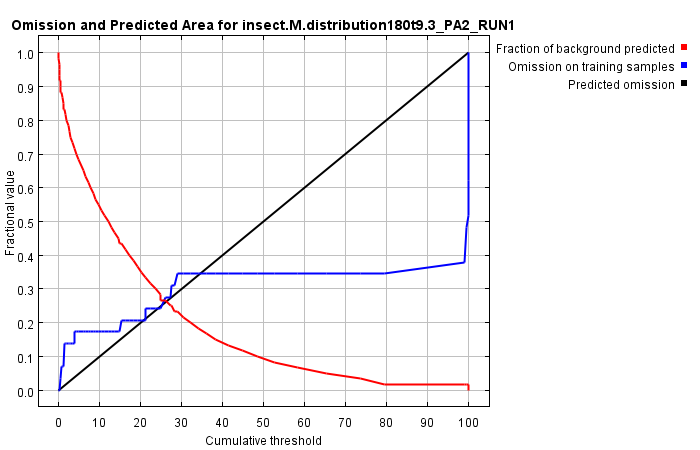 Omission and Predicted Area for insect.M.distribution180t9.3_PA2_RUN1
Fraction of background predicted
Omission on training samples
Predicted omission
Fractional value
1.0
0.9
0.8
0.7
0.6
0.5
0.4
0.3
0.2
0.1
0.0
0 10 20 30 40 50 60 70 80 90 100
Cumulative threshold